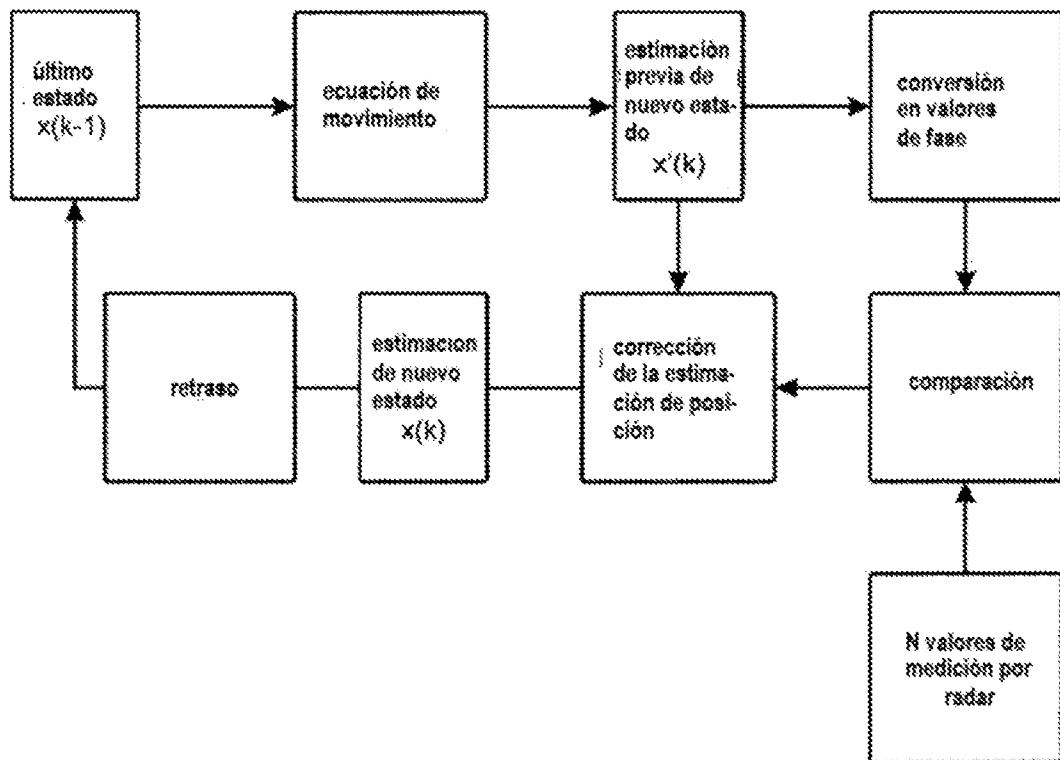 último
estado
x(k-1)
ecuación de
movimiento
estimación
previa de
nuevo esta-
do
x'(k)
conversión
en valores
de fase
retraso
estimacion
de nuevo
estado
x(k)
corrección
de la estima-
ción de posi-
ción
comparación
N valores de
medición por
radar